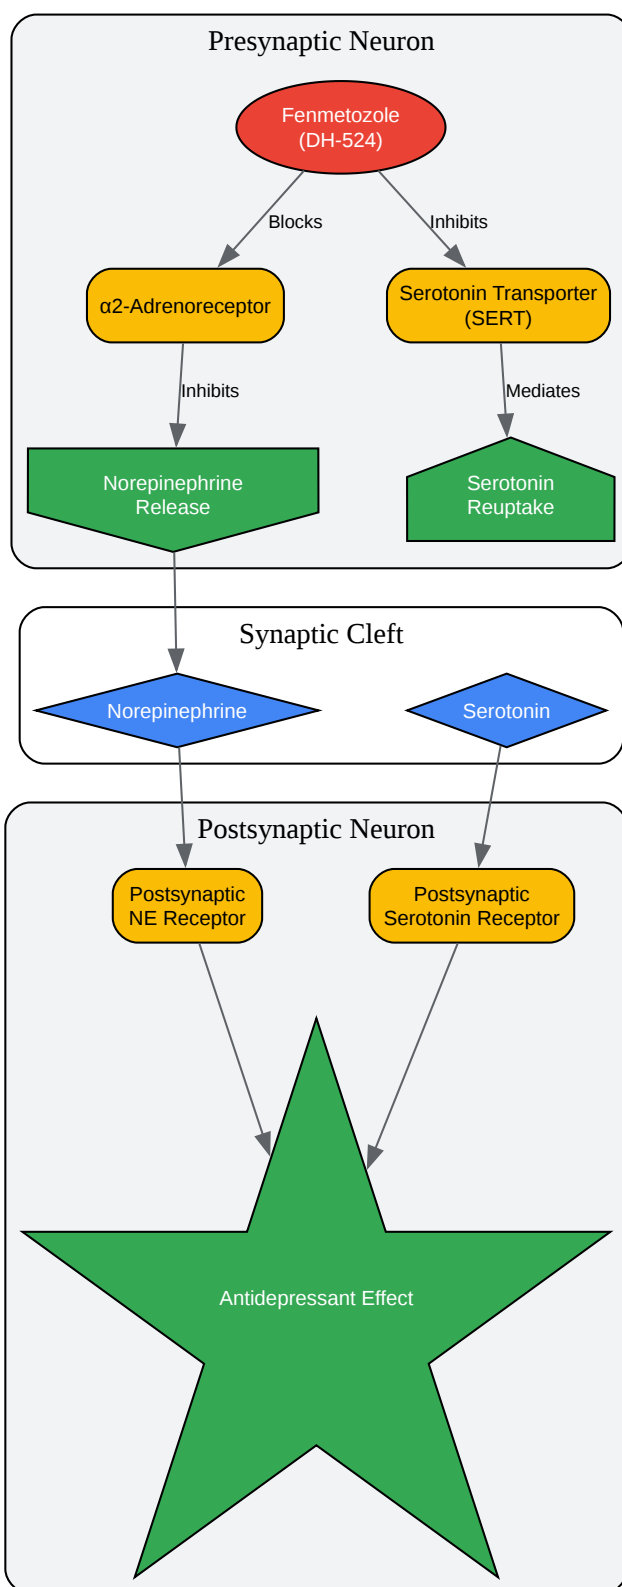 Presynaptic Neuron
Fenmetozole
(DH-524)
Blocks
Inhibits
α2-Adrenoreceptor
Serotonin Transporter
(SERT)
Inhibits
Mediates
Norepinephrine
Release
Serotonin
Reuptake
Synaptic Cleft
Norepinephrine
Serotonin
Postsynaptic Neuron
Postsynaptic
NE Receptor
Postsynaptic
Serotonin Receptor
Antidepressant Effect